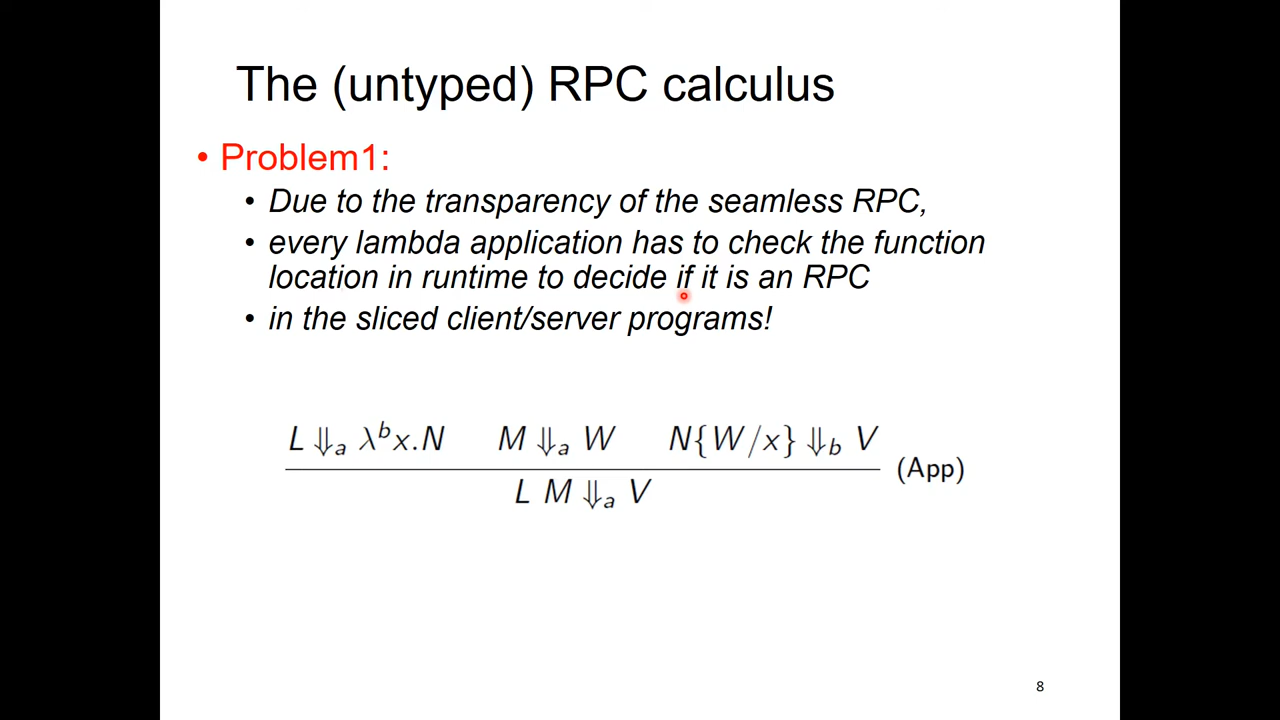 The (untyped) RPC calculus
• Problem1:
• Due to the transparency of the seamless RPC,
• every lambda application has to check the function
location in runtime to decide if it is an RPC
• in the sliced client/server programs!
L ⇓a λᵇx.N M ⇓a W N{W/x} ⇓b V
(App)
L M ⇓a V
8